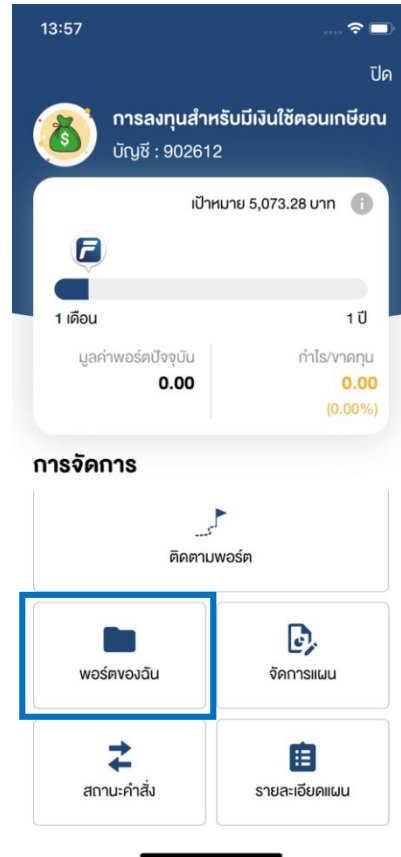 13:57
ปิด
การลงทุนสำหรับมีเงินใช้ตอนเกษียณ
บัญชี : 902612
เป้าหมาย 5,073.28 บาท
1 เดือน
1 ปี
มูลค่าพอร์ตปัจจุบัน
กำไร/ขาดทุน
0.00
0.00
(0.00%)
การจัดการ
ติดตามพอร์ต
พอร์ตของฉัน
จัดการแผน
สถานะคำสั่ง
รายละเอียดแผน